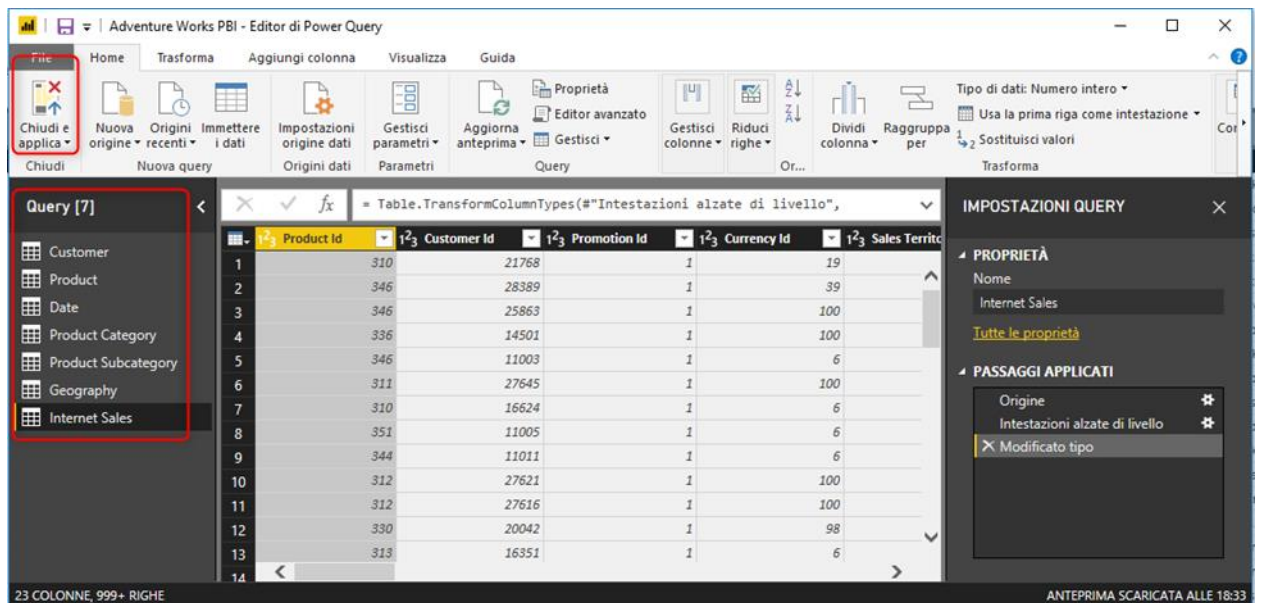 Adventure Works PBI - Editor di Power Query
File Home Trasforma Aggiungi colonna Visualizza Guida
Chiudi e applica
Nuova origine
Origini recenti
Immettere i dati
Impostazioni origine dati
Gestisci parametri
Aggiorna anteprima
Proprietà
Editor avanzato
Gestisci
Gestisci colonne
Riduci righe
Dividi colonna
Raggruppa per
Tipo di dati: Numero intero
Usa la prima riga come intestazione
Sostituisci valori
Chiudi Nuova query Origini dati Parametri Query Or... Trasforma
Query [7]
Customer
Product
Date
Product Category
Product Subcategory
Geography
Internet Sales
fx = Table.TransformColumnTypes(#"Intestazioni alzate di livello",
1²3 Product Id 1²3 Customer Id 1²3 Promotion Id 1²3 Currency Id 1²3 Sales Territo
1 310 21768 1 19
2 346 28389 1 39
3 346 25863 1 100
4 336 14501 1 100
5 346 11003 1 6
6 311 27645 1 100
7 310 16624 1 6
8 351 11005 1 6
9 344 11011 1 6
10 312 27621 1 100
11 312 27616 1 100
12 330 20042 1 98
13 313 16351 1 6
14
IMPOSTAZIONI QUERY
PROPRIETÀ
Nome
Internet Sales
Tutte le proprietà
PASSAGGI APPLICATI
Origine
Intestazioni alzate di livello
Modificato tipo
23 COLONNE, 999+ RIGHE
ANTEPRIMA SCARICATA ALLE 18:33